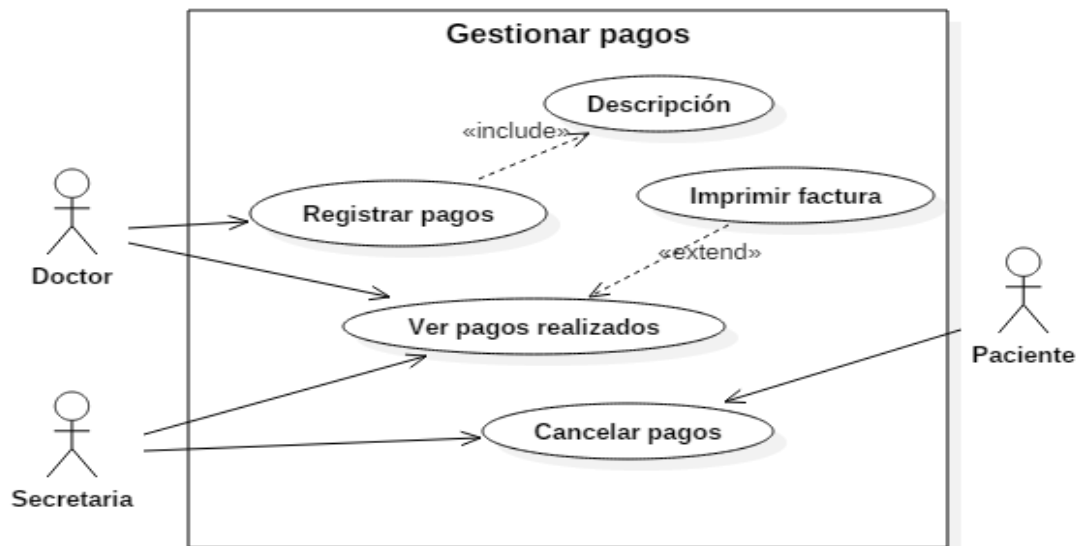 Gestionar pagos
Descripción
«include»
Imprimir factura
Registrar pagos
«extend»
Doctor
Ver pagos realizados
Paciente
Cancelar pagos
Secretaria